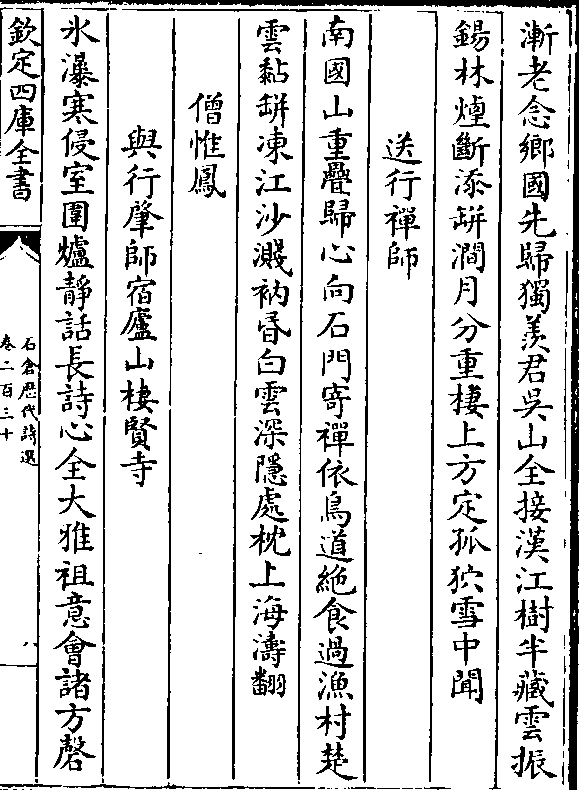 漸老念鄉國先歸獨羨君吳山全接漢江樹半藏雲振
錫林煙斷添缾澗月分重棲上方定孤狖雪中聞
送行禪師
南國山重疊歸心向石門寄禪依鳥道絶食過漁村楚
雲黏缾凍江沙濺衲昏白雲深隱處枕上海濤翻
僧惟鳳
與行肇師宿廬山棲賢寺
氷瀑寒侵室圍爐靜話長詩心全大雅祖意會諸方磬
欽定四庫全書
石倉歷代詩選
卷二百三十
八